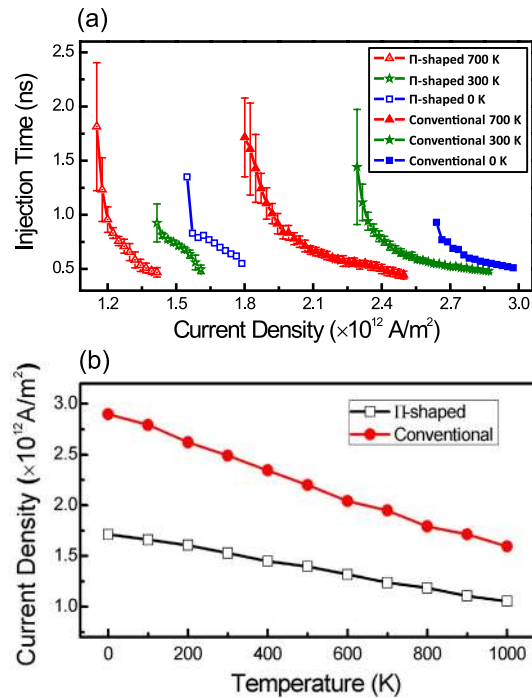 (a)
2.5
2.0
1.5
1.0
0.5
Injection Time (ns)
Π-shaped 700 K
Π-shaped 300 K
Π-shaped 0 K
Conventional 700 K
Conventional 300 K
Conventional 0 K
1.2 1.5 1.8 2.1 2.4 2.7 3.0
Current Density (×10¹² A/m²)
(b)
3.0
2.5
2.0
1.5
1.0
Current Density (×10¹² A/m²)
Π-shaped
Conventional
0 200 400 600 800 1000
Temperature (K)